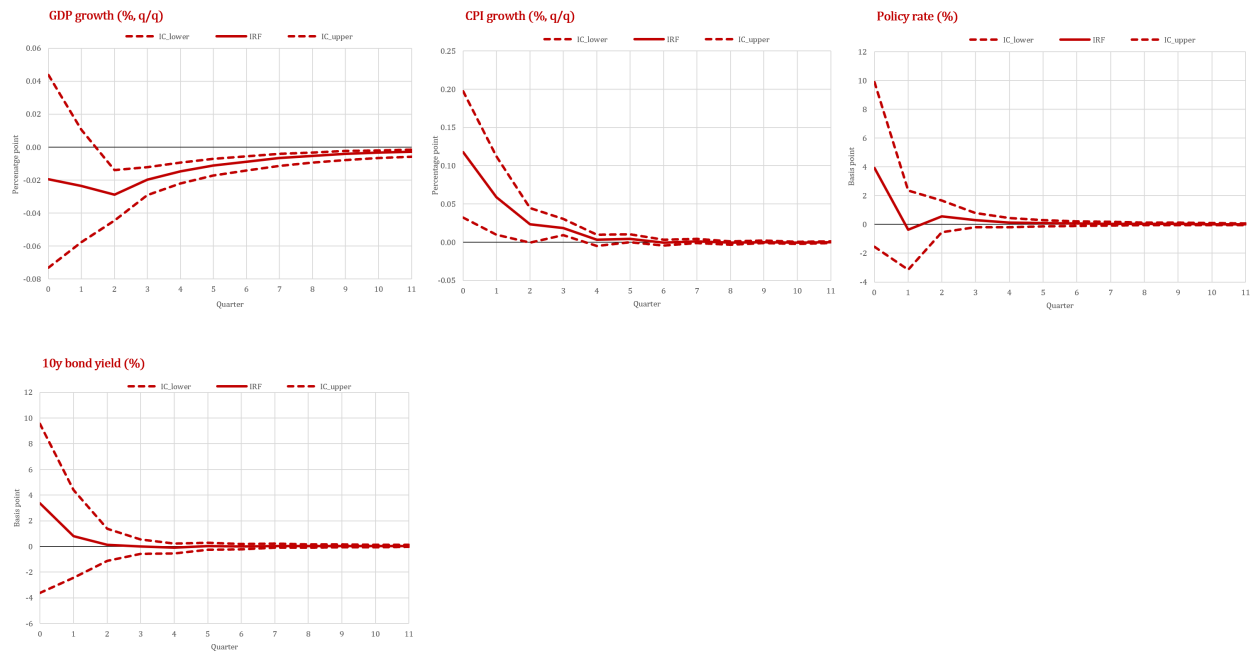 GDP growth (%, q/q)
IC_lower IRF IC_upper
0.06
0.04
0.02
0.00
-0.02
-0.04
-0.06
-0.08
Percenatge point
0 1 2 3 4 5 6 7 8 9 10 11
Quarter
CPI growth (%, q/q)
IC_lower IRF IC_upper
0.25
0.20
0.15
0.10
0.05
0.00
-0.05
Percentage point
0 1 2 3 4 5 6 7 8 9 10 11
Quarter
Policy rate (%)
IC_lower IRF IC_upper
12
10
8
6
4
2
0
-2
-4
Basis point
0 1 2 3 4 5 6 7 8 9 10 11
Quarter
10y bond yield (%)
IC_lower IRF IC_upper
12
10
8
6
4
2
0
-2
-4
-6
Basis point
0 1 2 3 4 5 6 7 8 9 10 11
Quarter